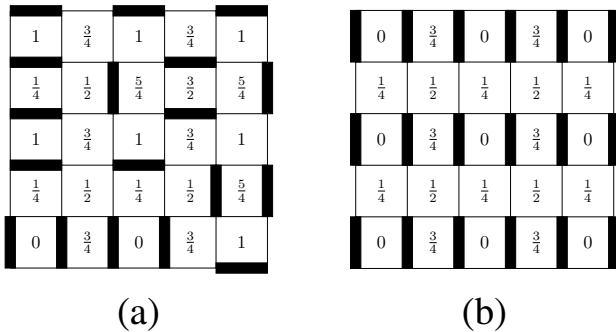 1 3/4 1 3/4 1 0 3/4 0 3/4 0
1/4 1/2 5/4 3/2 5/4 1/4 1/2 1/4 1/2 1/4
1 3/4 1 3/4 1 0 3/4 0 3/4 0
1/4 1/2 1/4 1/2 5/4 1/4 1/2 1/4 1/2 1/4
0 3/4 0 3/4 1 0 3/4 0 3/4 0
(a) (b)